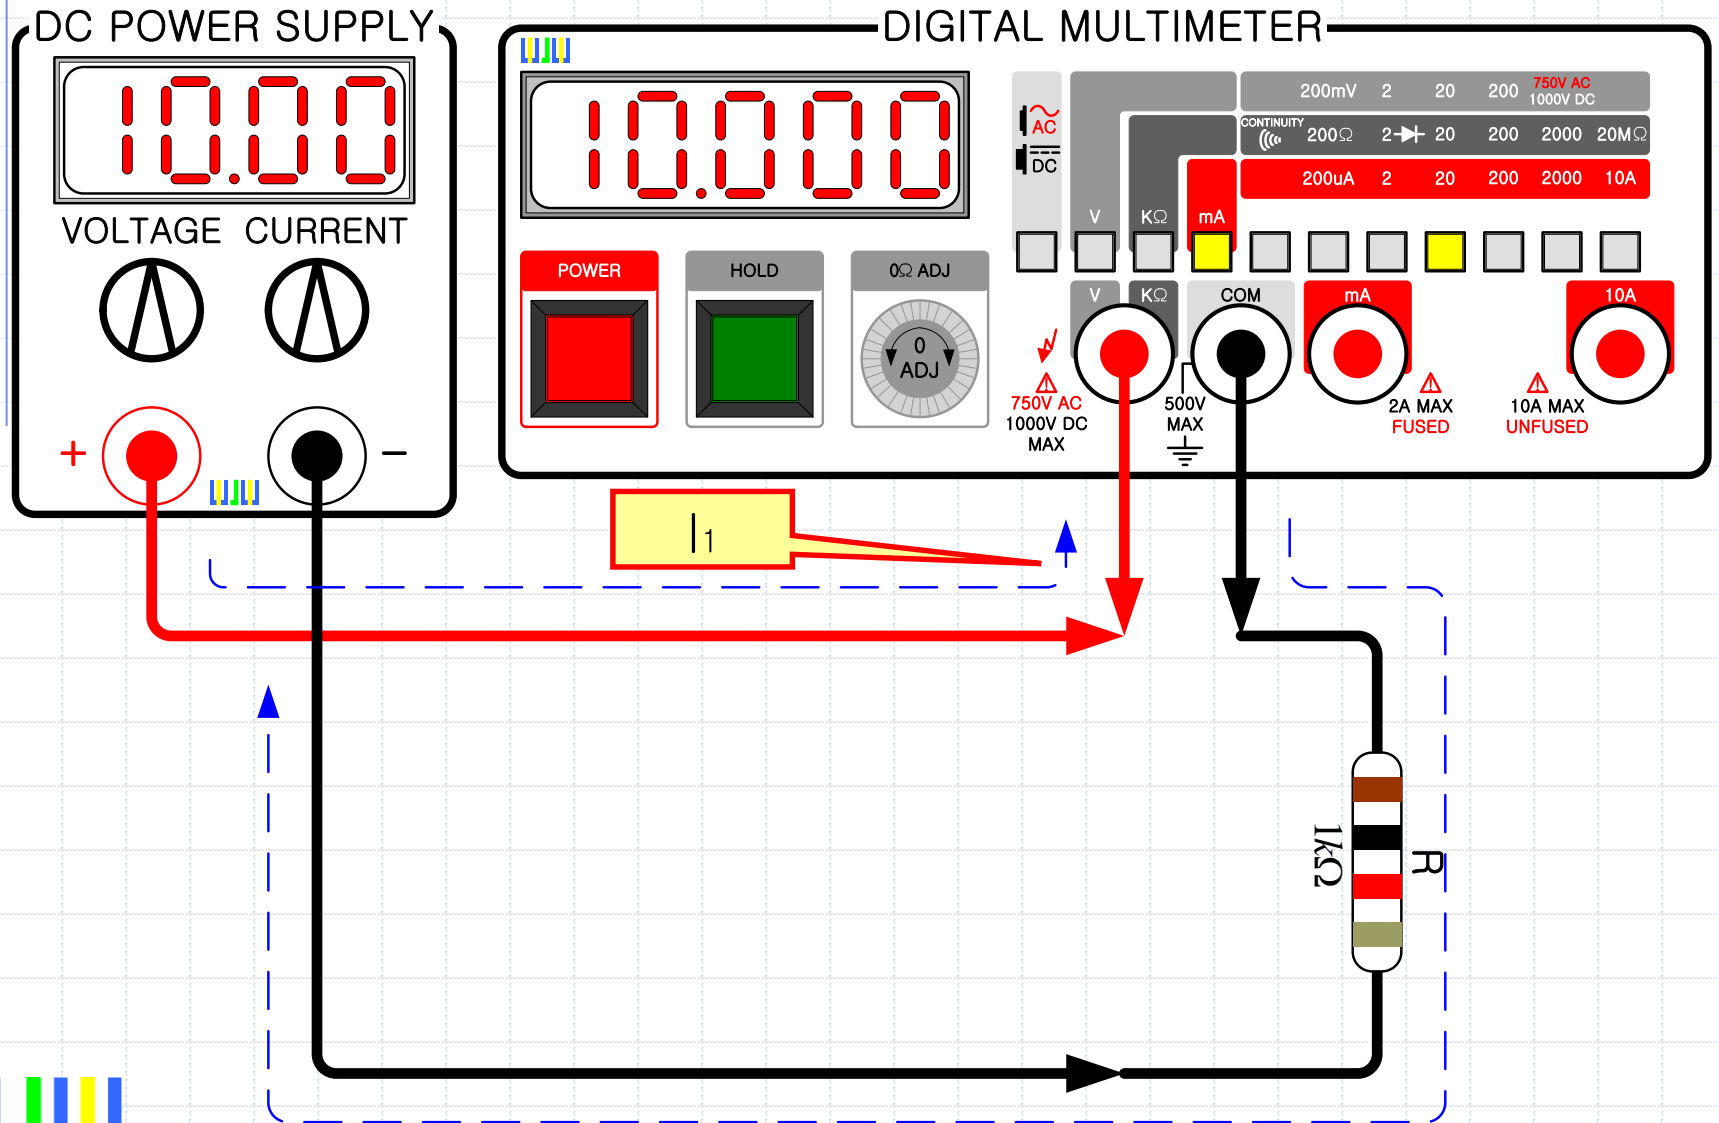 DC POWER SUPPLY
10.00
VOLTAGE CURRENT
+ −
DIGITAL MULTIMETER
10.000
POWER
HOLD
0Ω ADJ
0
ADJ
AC
DC
200mV 2 20 200 750V AC
1000V DC
CONTINUITY
200Ω 2 20 200 2000 20MΩ
200uA 2 20 200 2000 10A
V KΩ mA
V KΩ COM mA 10A
750V AC
1000V DC
MAX
500V
MAX
2A MAX
FUSED
10A MAX
UNFUSED
I1
1kΩ
R